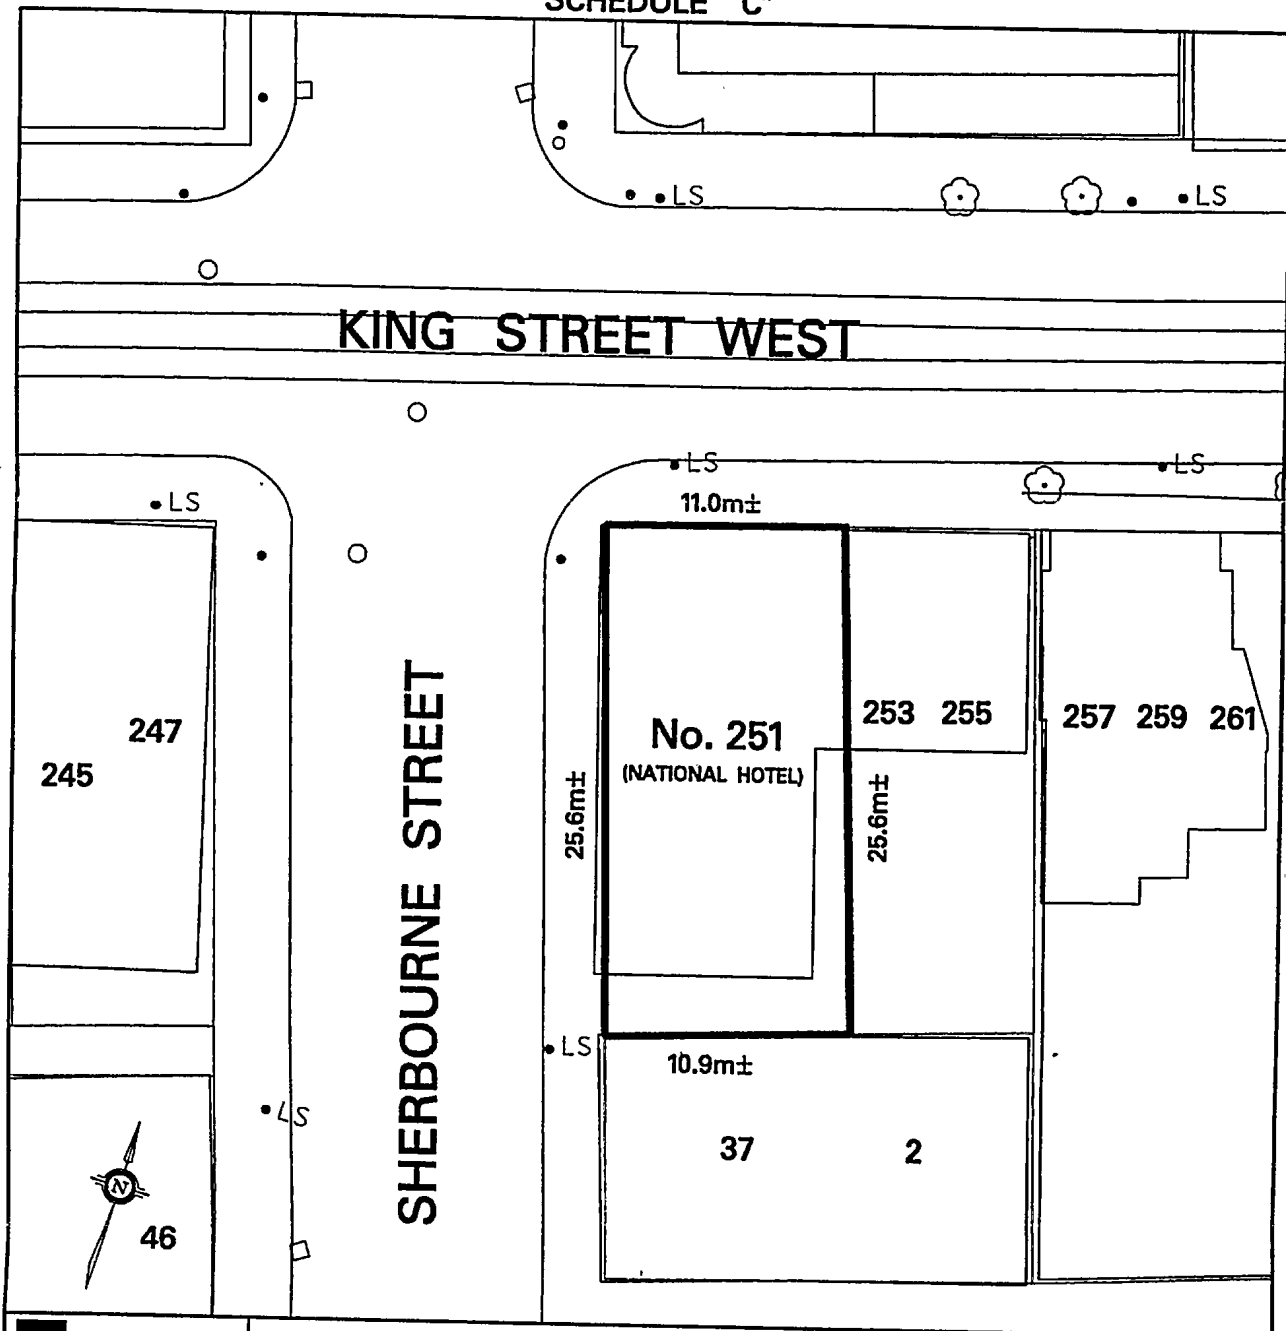 SCHEDULE "C"
LS
LS
KING STREET WEST
LS
LS
LS
11.0m±
No. 251
(NATIONAL HOTEL)
253 255
257 259 261
247
245
25.6m±
25.6m±
SHERBOURNE STREET
LS
10.9m±
LS
37 2
N
46